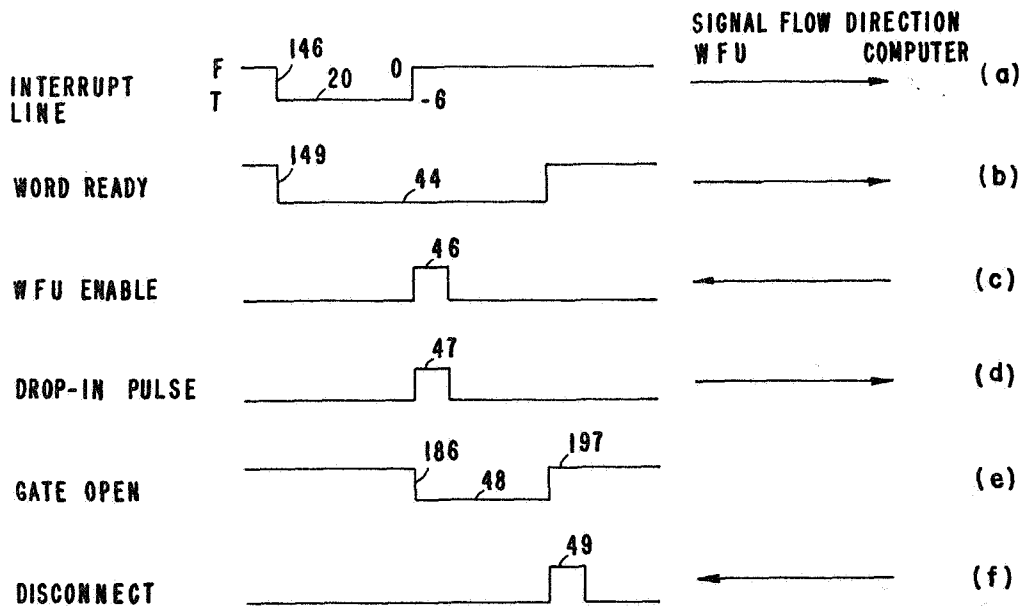 SIGNAL FLOW DIRECTION
WFU COMPUTER
INTERRUPT LINE
F
T
146
20
0
-6
(a)
WORD READY
149
44
(b)
WFU ENABLE
46
(c)
DROP-IN PULSE
47
(d)
GATE OPEN
186
48
197
(e)
DISCONNECT
49
(f)